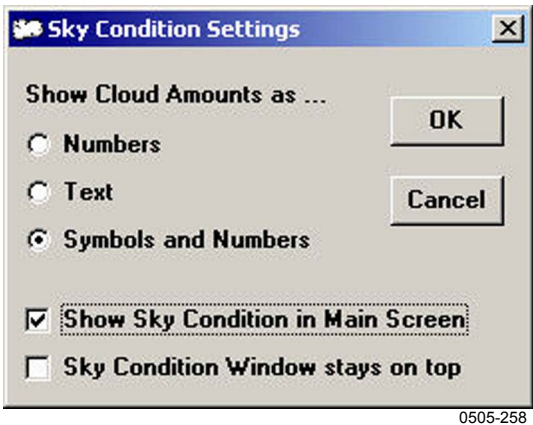 Sky Condition Settings
Show Cloud Amounts as ...
OK
Numbers
Text
Cancel
Symbols and Numbers
Show Sky Condition in Main Screen
Sky Condition Window stays on top
0505-258